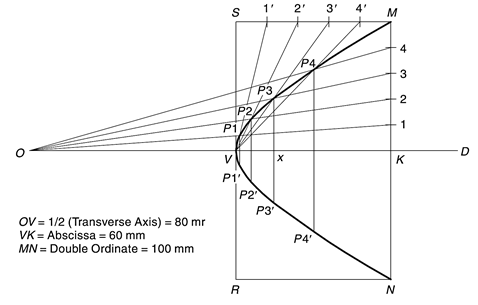 S 1′ 2′ 3′ 4′ M
4
P4
3
P3
2
P2
P1
1
O V x K D
P1′
P2′
P3′
P4′
OV = 1/2 (Transverse Axis) = 80 mr
VK = Abscissa = 60 mm
MN = Double Ordinate = 100 mm
R N